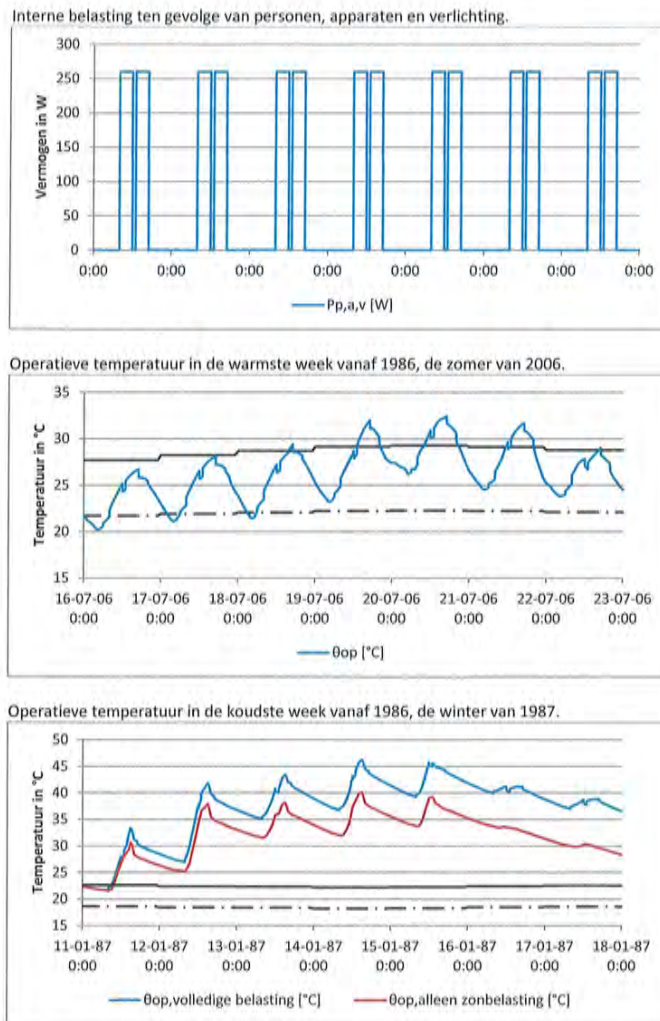 Interne belasting ten gevolge van personen, apparaten en verlichting.
300
250
200
150
100
50
0
Vermogen in W
0:00 0:00 0:00 0:00 0:00 0:00 0:00 0:00
Pp,a,v [W]
Operatieve temperatuur in de warmste week vanaf 1986, de zomer van 2006.
35
30
25
20
15
Temperatuur in °C
16-07-06 17-07-06 18-07-06 19-07-06 20-07-06 21-07-06 22-07-06 23-07-06
0:00 0:00 0:00 0:00 0:00 0:00 0:00 0:00
θop [°C]
Operatieve temperatuur in de koudste week vanaf 1986, de winter van 1987.
50
45
40
35
30
25
20
15
Temperatuur in °C
11-01-87 12-01-87 13-01-87 14-01-87 15-01-87 16-01-87 17-01-87 18-01-87
0:00 0:00 0:00 0:00 0:00 0:00 0:00 0:00
θop,volledige belasting [°C] θop,alleen zonbelasting [°C]